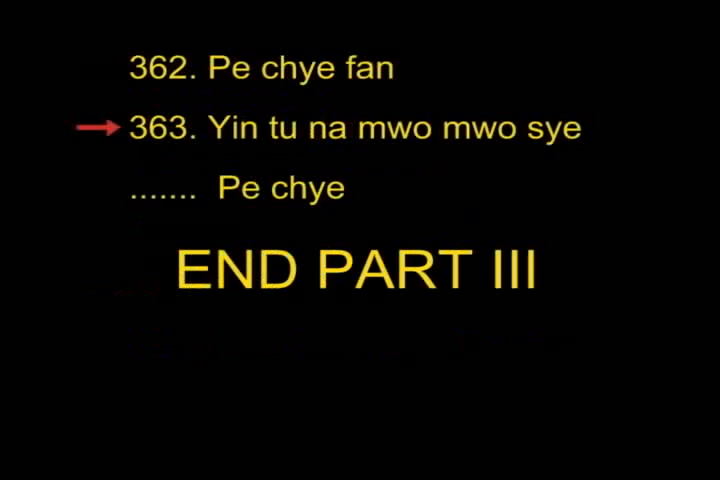 362. Pe chye fan
363. Yin tu na mwo mwo sye
....... Pe chye
END PART III